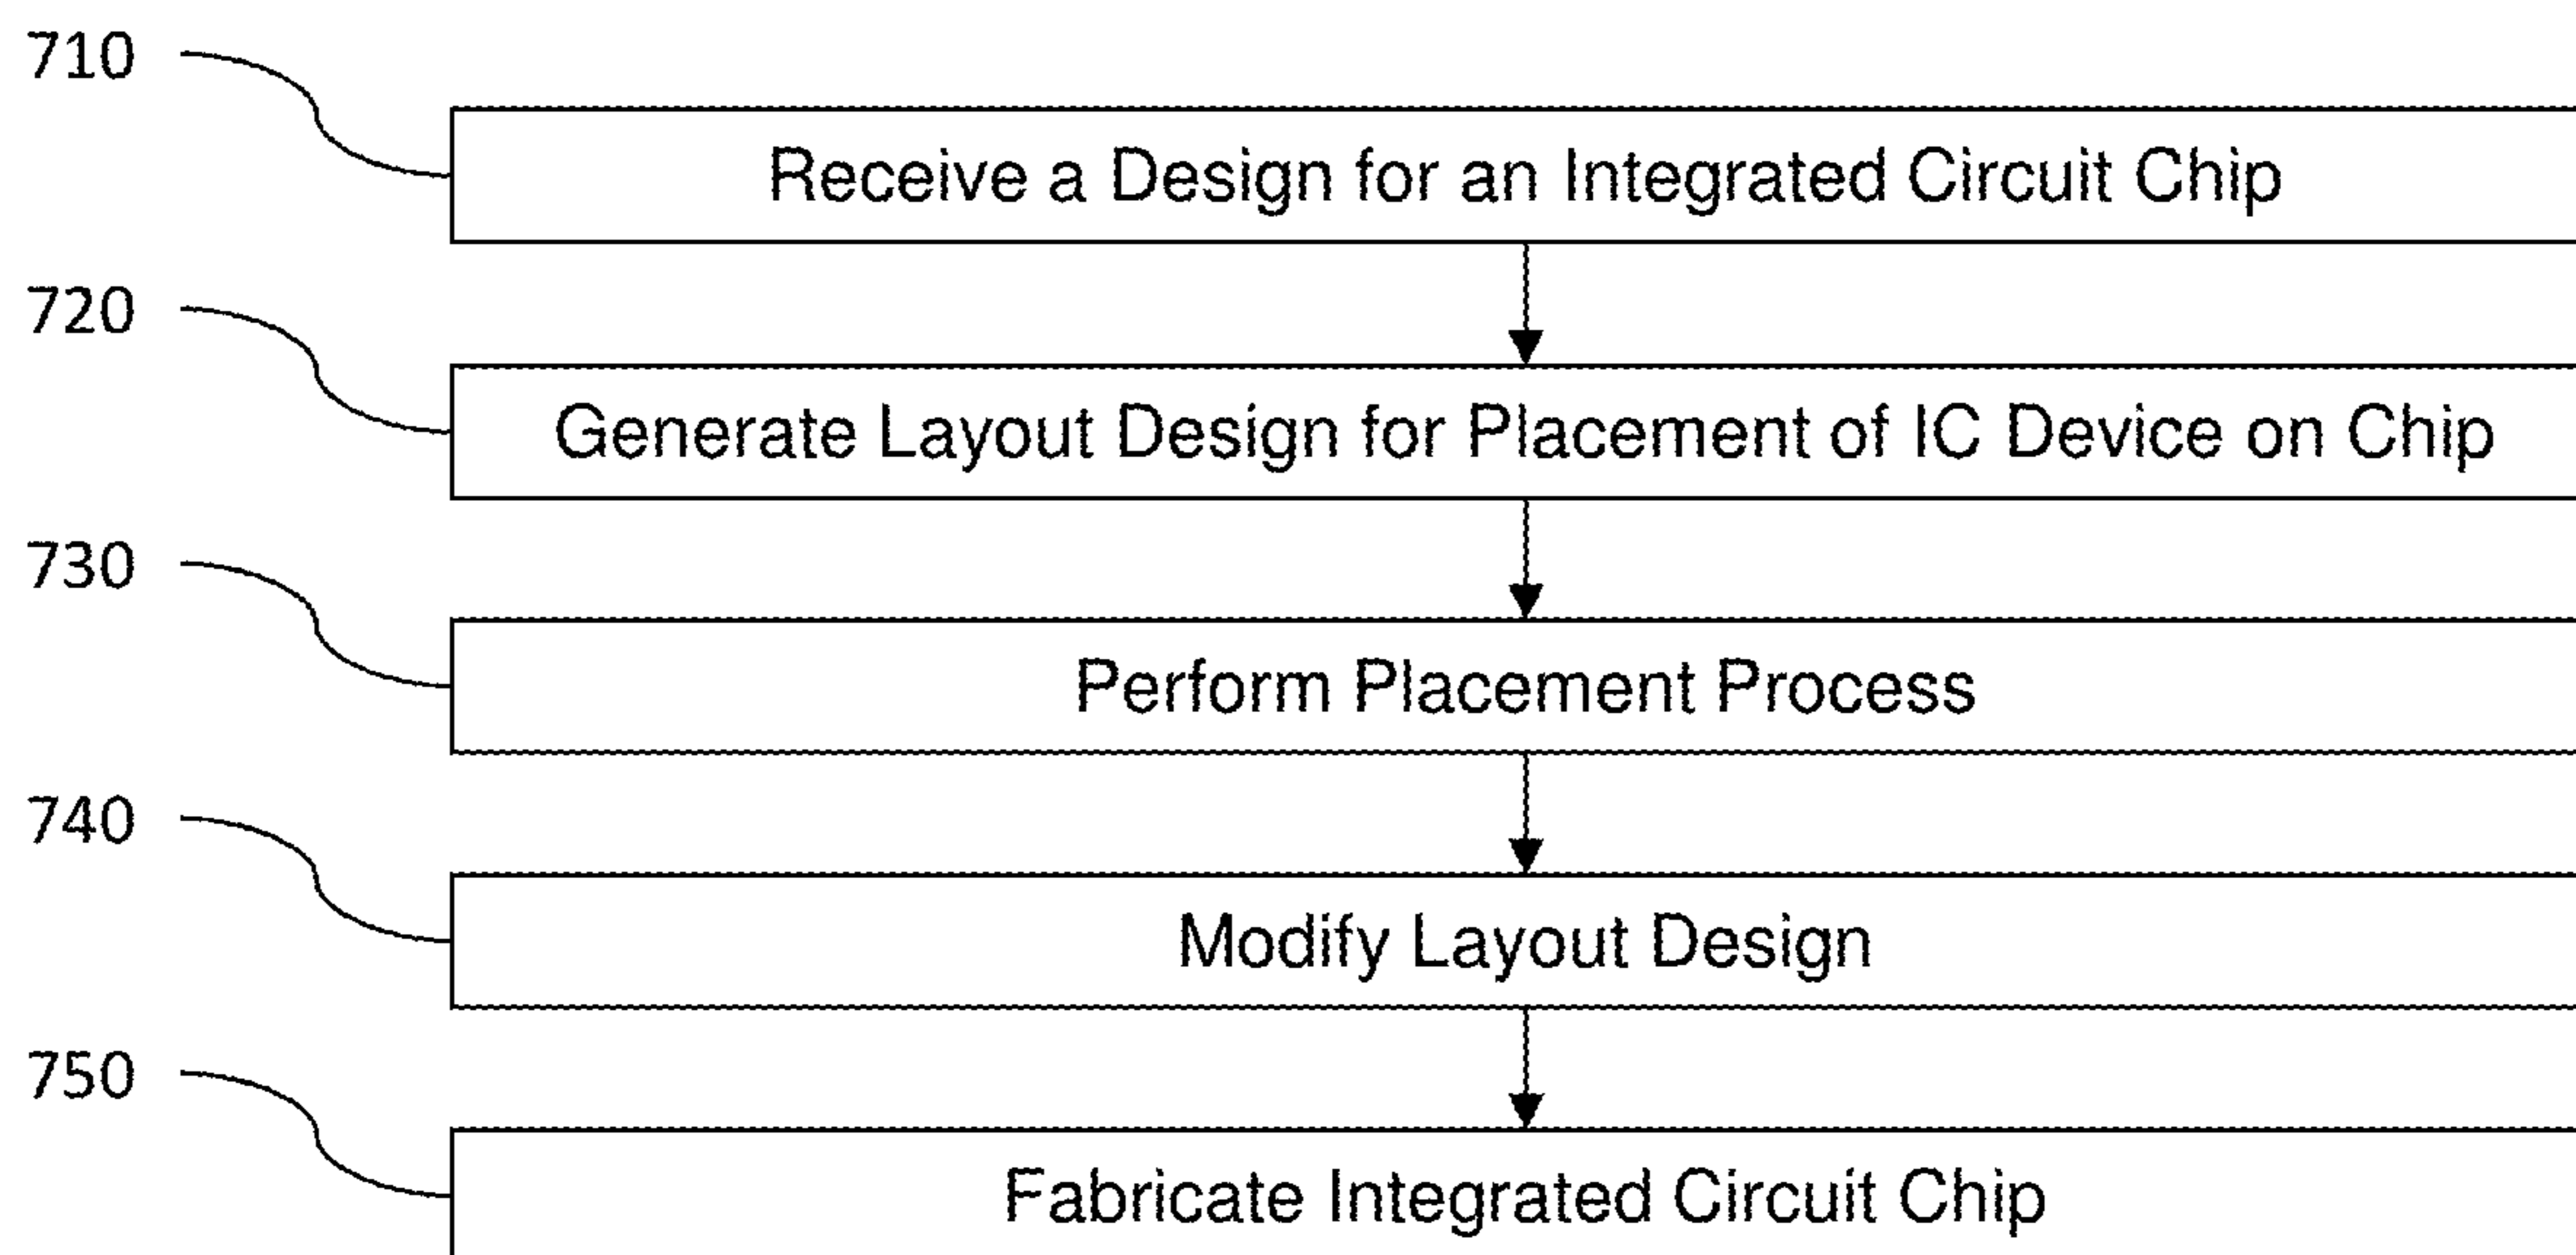 710
Receive a Design for an Integrated Circuit Chip
720
Generate Layout Design for Placement of IC Device on Chip
730
Perform Placement Process
740
Modify Layout Design
750
Fabricate Integrated Circuit Chip